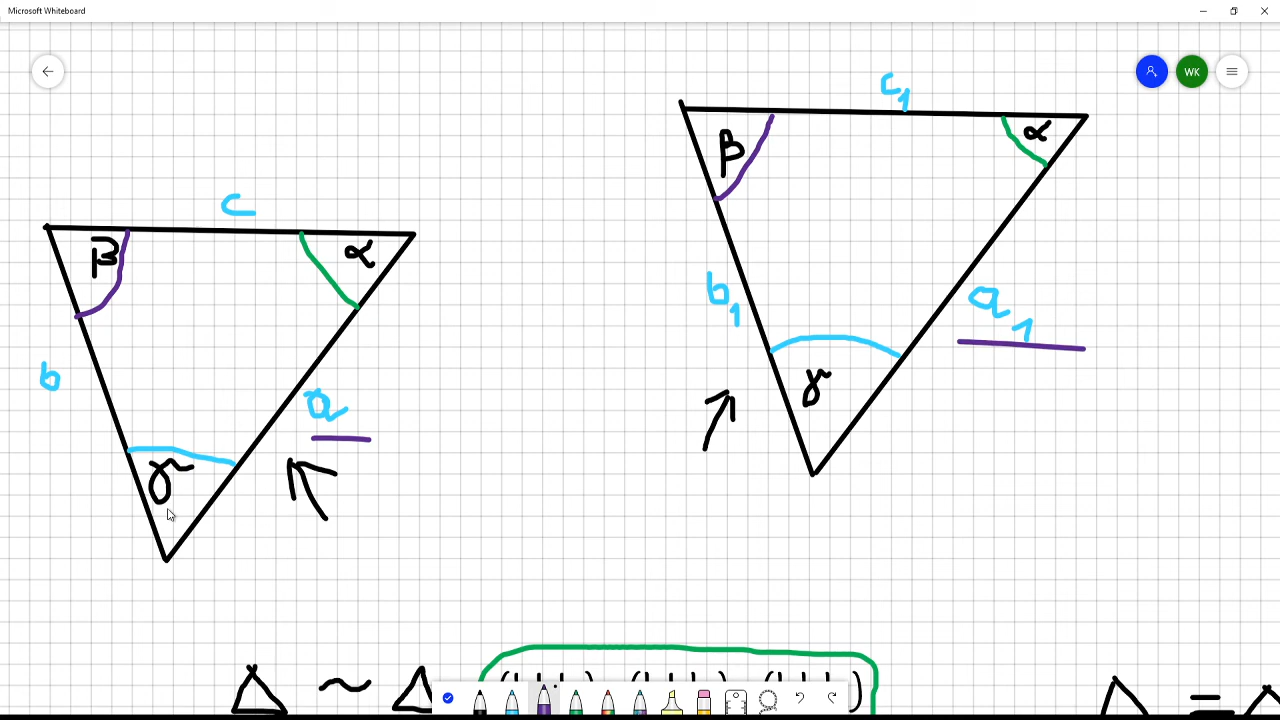 Microsoft Whiteboard
WK
c₁
β α
c
β α
b₁ a₁
b
a
γ
γ
~
=